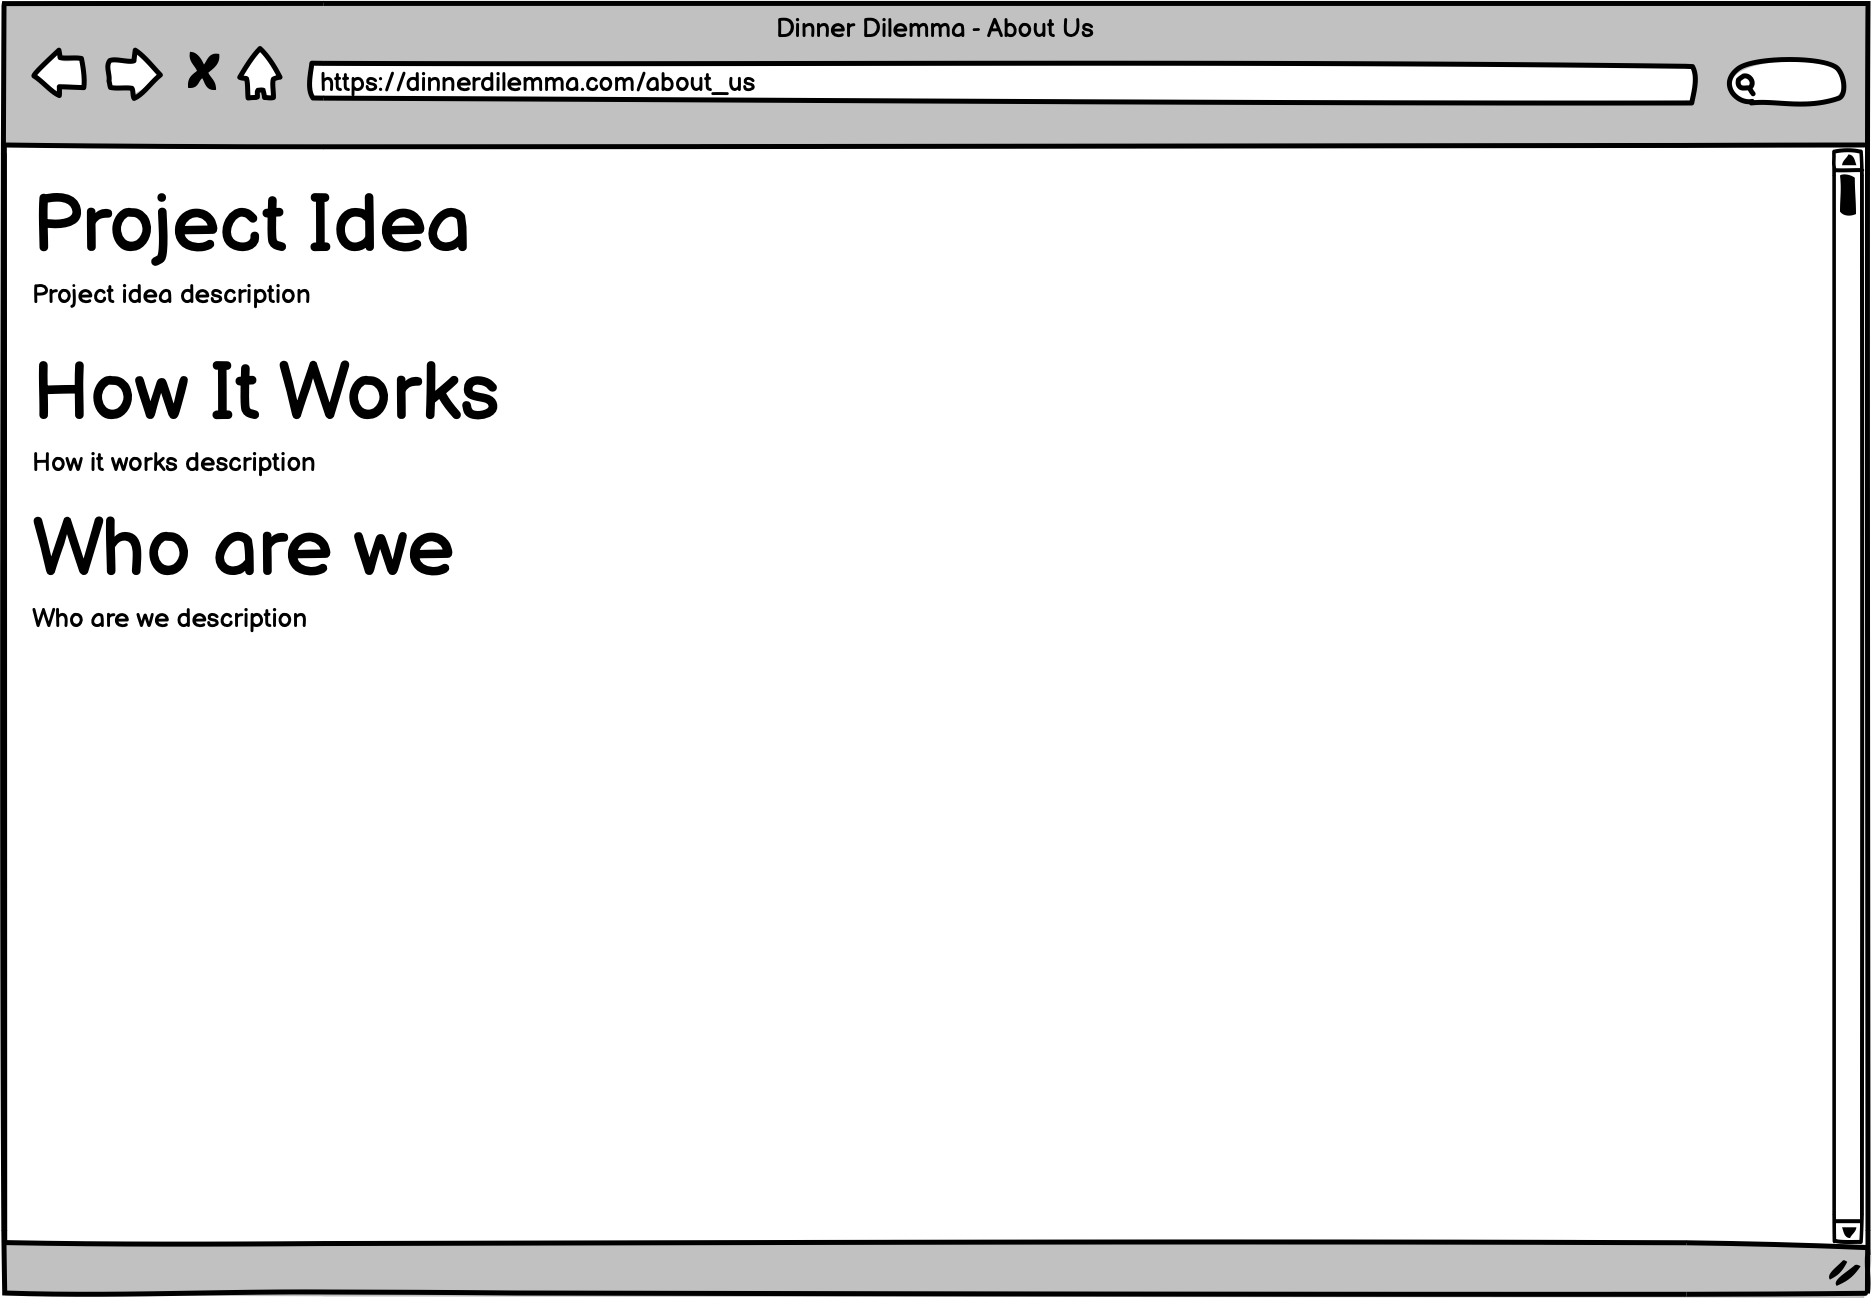 Dinner Dilemma - About Us
https://dinnerdilemma.com/about_us
Project Idea
Project idea description
How It Works
How it works description
Who are we
Who are we description